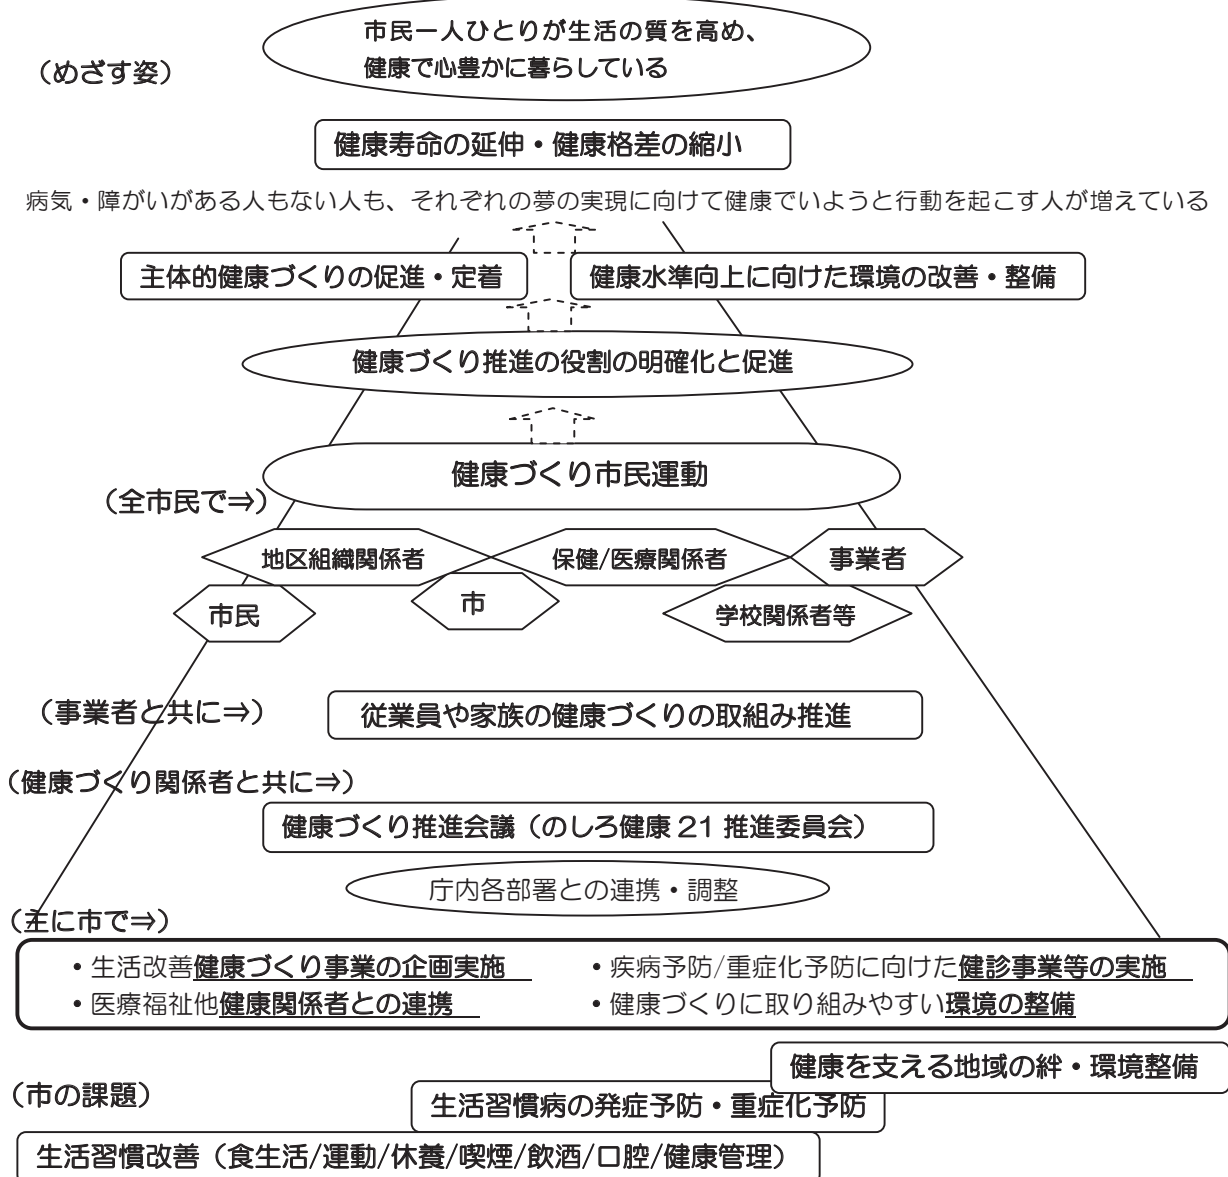 市民一人ひとりが生活の質を高め、
健康で心豊かに暮らしている
（めざす姿）
健康寿命の延伸・健康格差の縮小
病気・障がいがある人もない人も、それぞれの夢の実現に向けて健康でいようと行動を起こす人が増えている
主体的健康づくりの促進・定着
健康水準向上に向けた環境の改善・整備
健康づくり推進の役割の明確化と促進
健康づくり市民運動
（全市民で⇒）
地区組織関係者
保健/医療関係者
事業者
市民
市
学校関係者等
（事業者と共に⇒）
従業員や家族の健康づくりの取組み推進
（健康づくり関係者と共に⇒）
健康づくり推進会議（のしろ健康 21 推進委員会）
庁内各部署との連携・調整
（主に市で⇒）
・生活改善健康づくり事業の企画実施
・疾病予防/重症化予防に向けた健診事業等の実施
・医療福祉他健康関係者との連携
・健康づくりに取り組みやすい環境の整備
健康を支える地域の絆・環境整備
（市の課題）
生活習慣病の発症予防・重症化予防
生活習慣改善（食生活/運動/休養/喫煙/飲酒/口腔/健康管理）